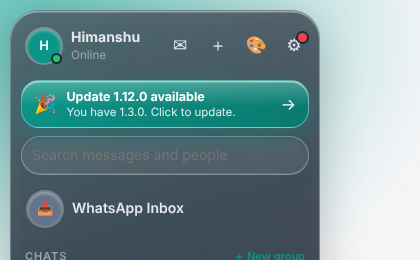 H
Himanshu
Online
Update 1.12.0 available
You have 1.3.0. Click to update.
Search messages and people
WhatsApp Inbox
CHATS
+ New group